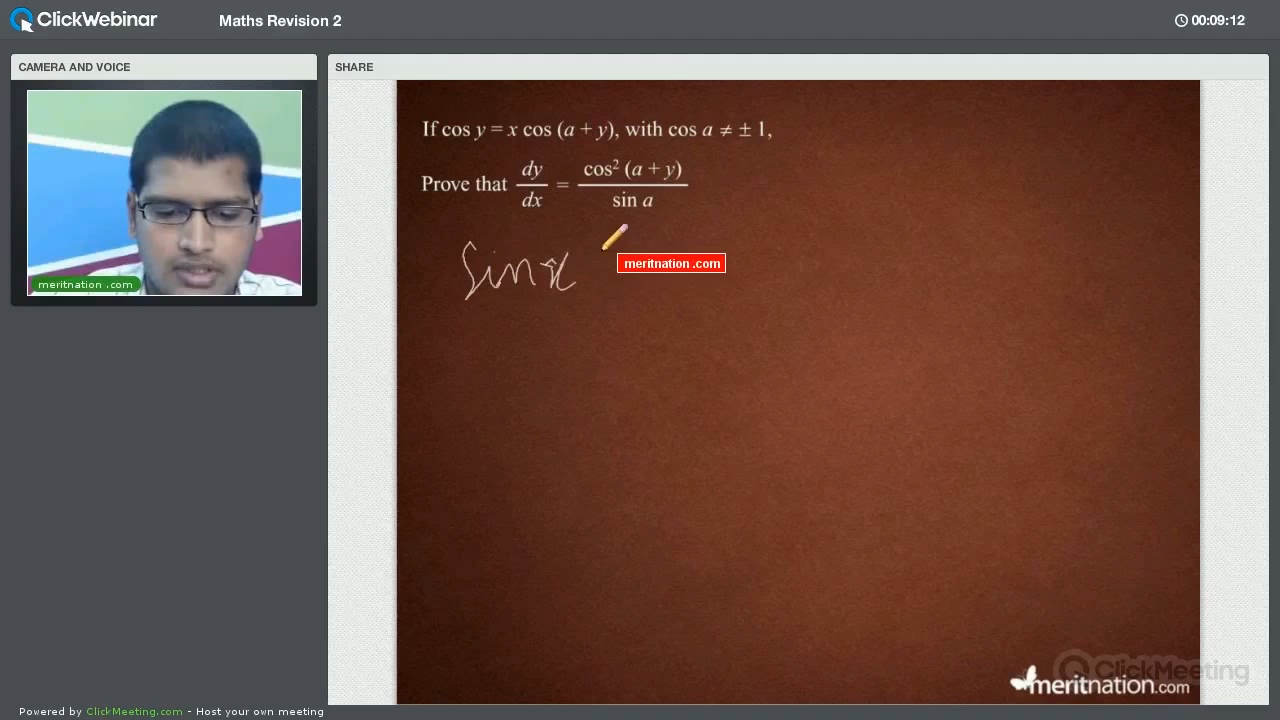 ClickWebinar
Maths Revision 2
00:09:12
CAMERA AND VOICE
SHARE
meritnation .com
If cos y = x cos (a + y), with cos a ≠ ± 1,
Prove that dy/dx = cos² (a + y)/sin a
Sin x
meritnation .com
ClickMeeting
meritnation.com
Powered by ClickMeeting.com - Host your own meeting